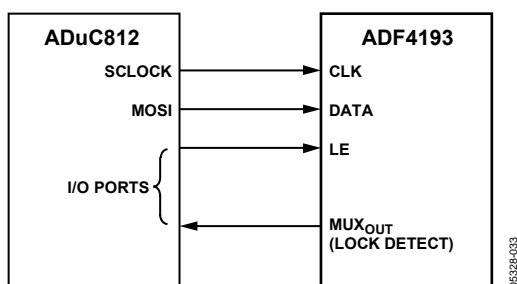 ADuC812
ADF4193
SCLOCK
CLK
MOSI
DATA
LE
I/O PORTS
MUXOUT
(LOCK DETECT)
05328-033